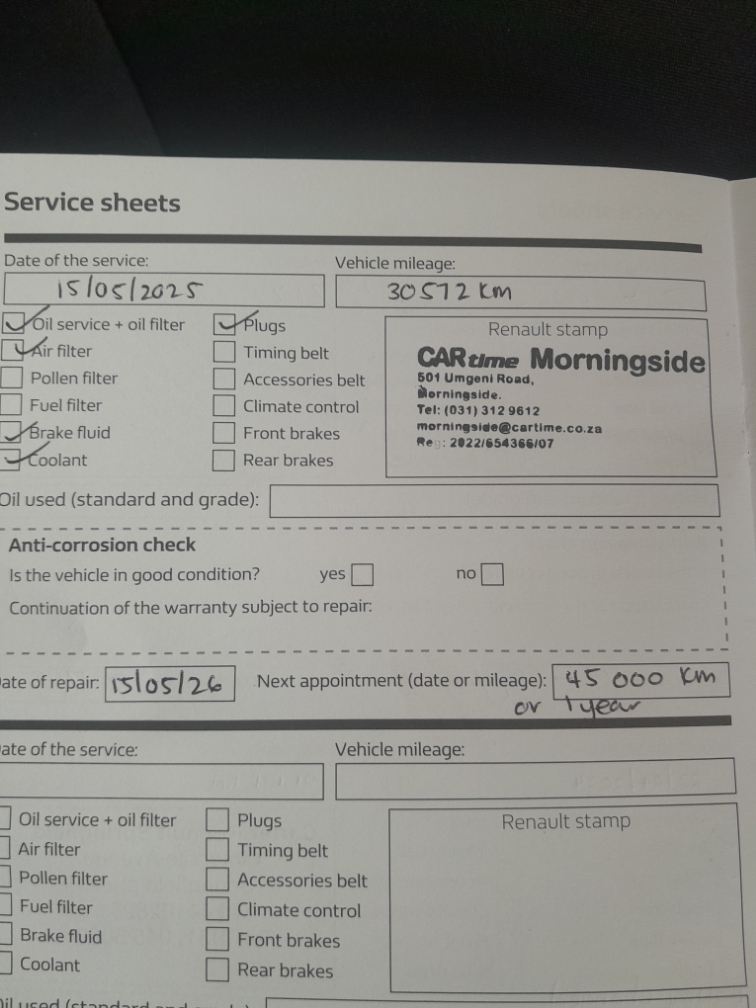 Service sheets
Date of the service: Vehicle mileage:
15/05/2025 30572 km
Oil service + oil filter Plugs Renault stamp
Air filter Timing belt CARtime Morningside
Pollen filter Accessories belt 501 Umgeni Road,
Fuel filter Climate control Morningside.
Brake fluid Front brakes Tel: (031) 312 9612
Coolant Rear brakes morningside@cartime.co.za
: 2022/654366/07
Oil used (standard and grade):
Anti-corrosion check
Is the vehicle in good condition? yes no
Continuation of the warranty subject to repair:
ate of repair: 15/05/26 Next appointment (date or mileage): 45 000 km
or 1 year
ate of the service: Vehicle mileage:
Oil service + oil filter Plugs Renault stamp
Air filter Timing belt
Pollen filter Accessories belt
Fuel filter Climate control
Brake fluid Front brakes
Coolant Rear brakes